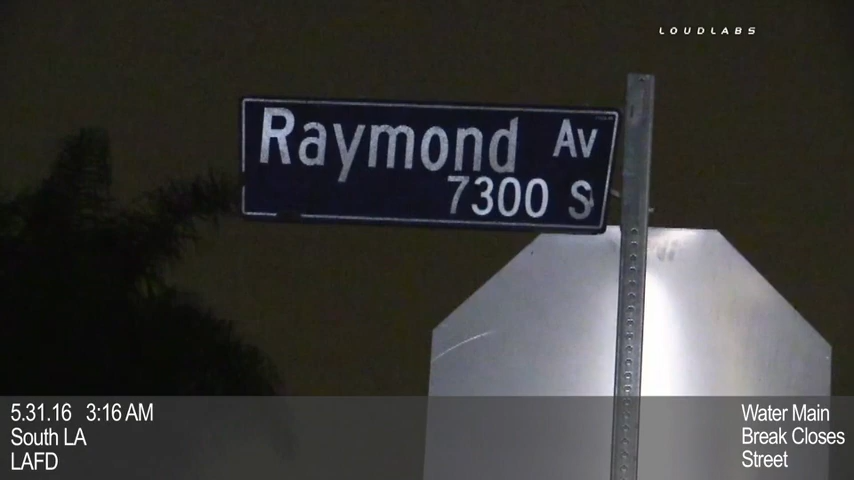 LOUDLABS
Raymond Av
7300 S
5.31.16 3:16 AM
South LA
LAFD
Water Main
Break Closes
Street